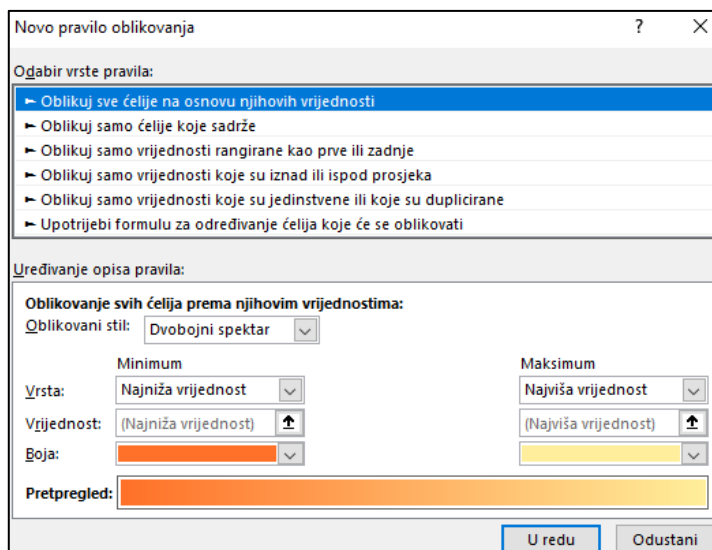 Novo pravilo oblikovanja ? ×
Odabir vrste pravila:
► Oblikuj sve ćelije na osnovu njihovih vrijednosti
► Oblikuj samo ćelije koje sadrže
► Oblikuj samo vrijednosti rangirane kao prve ili zadnje
► Oblikuj samo vrijednosti koje su iznad ili ispod prosjeka
► Oblikuj samo vrijednosti koje su jedinstvene ili koje su duplicirane
► Upotrijebi formulu za određivanje ćelija koje će se oblikovati
Uređivanje opisa pravila:
Oblikovanje svih ćelija prema njihovim vrijednostima:
Oblikovani stil: Dvobojni spektar
Minimum Maksimum
Vrsta: Najniža vrijednost Najviša vrijednost
Vrijednost: (Najniža vrijednost) (Najviša vrijednost)
Boja:
Pretpregled:
U redu Odustani